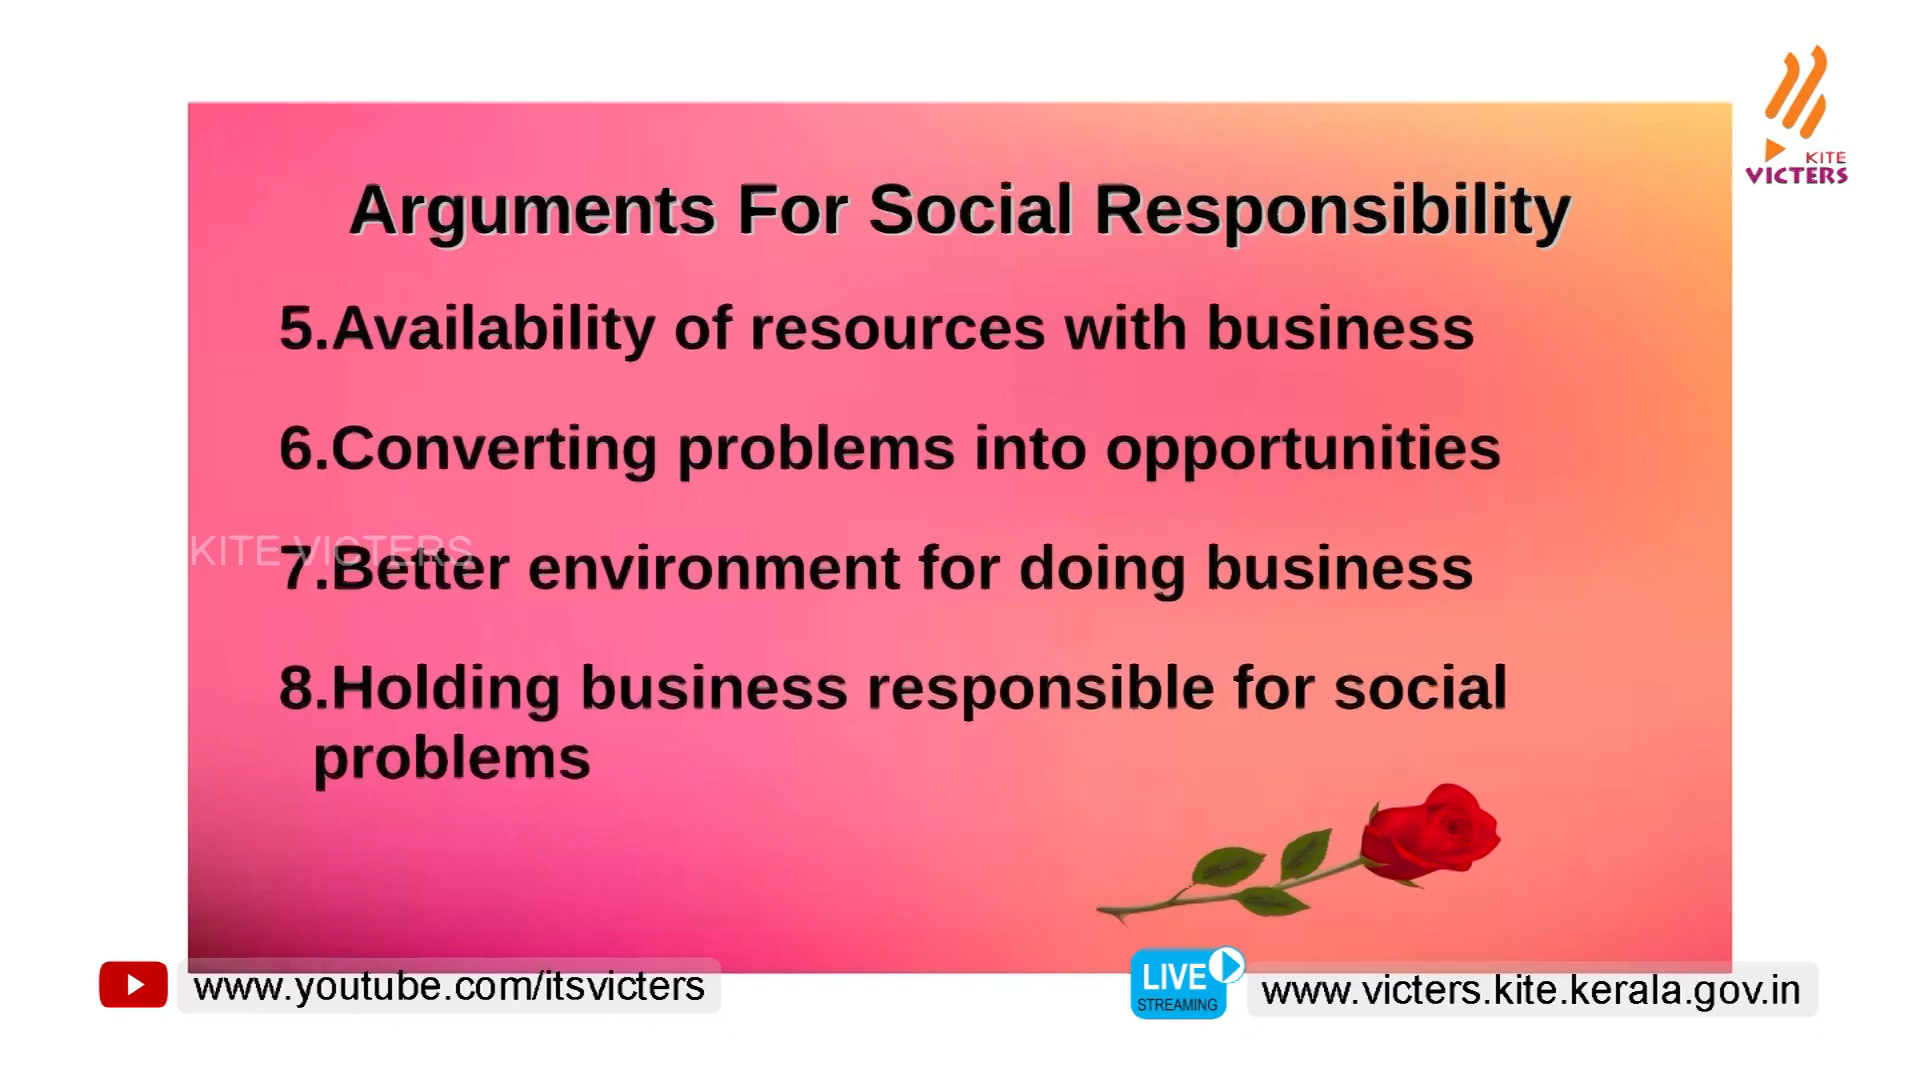 KITE
VICTERS
Arguments For Social Responsibility
5.Availability of resources with business
6.Converting problems into opportunities
KITE VICTERS
7.Better environment for doing business
8.Holding business responsible for social
problems
www.youtube.com/itsvicters
LIVE
STREAMING
www.victers.kite.kerala.gov.in